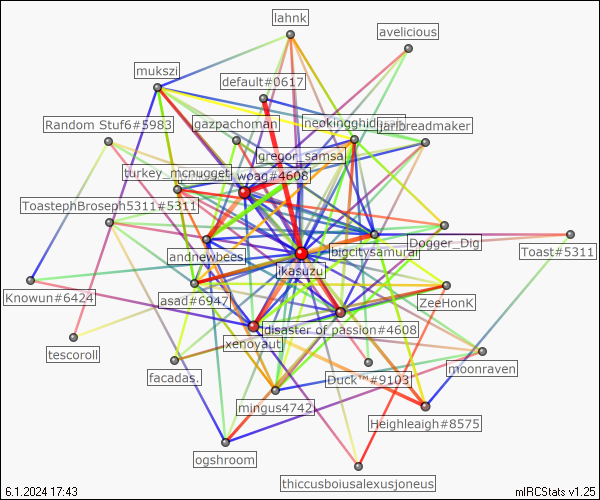 lahnk
avelicious
mukszi
default#0617
Random Stuf6#5983
gazpachoman
neokingghid
jarlbreadmaker
gregor_samsa
turkey_mcnugget
woag#4608
ToastephBroseph5311#5311
Dogger_Dig
andnewbees
bigcitysamurai
Toast#5311
ikasuzu
Knowun#6424
asad#6947
ZeeHonK
disaster of passion#4608
xenoyaut
tescoroll
moonraven
facadas.
Duck™#9103
mingus4742
Heighleigh#8575
ogshroom
thiccusboiusalexusjoneus
6.1.2024 17:43
mIRCStats v1.25